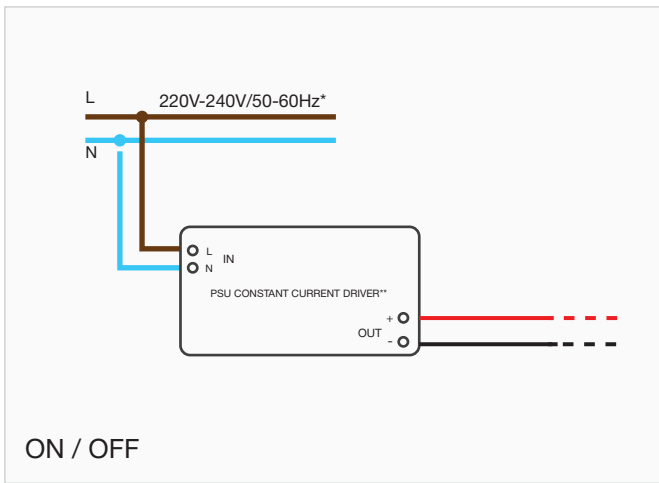 L
220V-240V/50-60Hz*
N
L
IN
N
PSU CONSTANT CURRENT DRIVER**
+
OUT
-
ON / OFF